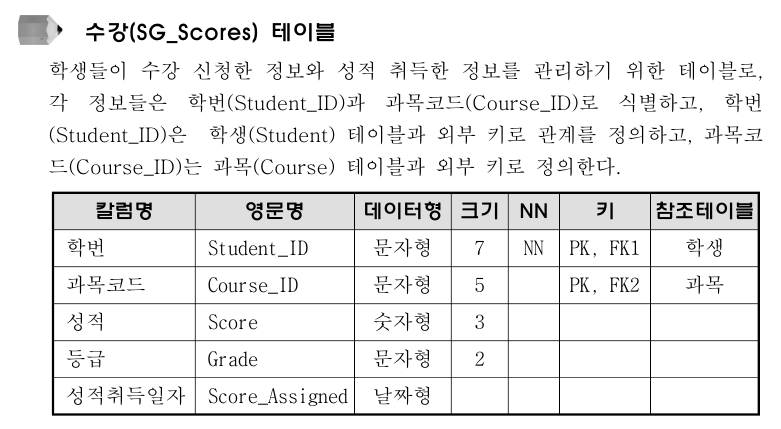 수강(SG_Scores) 테이블
학생들이 수강 신청한 정보와 성적 취득한 정보를 관리하기 위한 테이블로,
각 정보들은 학번(Student_ID)과 과목코드(Course_ID)로 식별하고, 학번
(Student_ID)은 학생(Student) 테이블과 외부 키로 관계를 정의하고, 과목코
드(Course_ID)는 과목(Course) 테이블과 외부 키로 정의한다.
칼럼명 영문명 데이터형 크기 NN 키 참조테이블
학번 Student_ID 문자형 7 NN PK, FK1 학생
과목코드 Course_ID 문자형 5 PK, FK2 과목
성적 Score 숫자형 3
등급 Grade 문자형 2
성적취득일자 Score_Assigned 날짜형